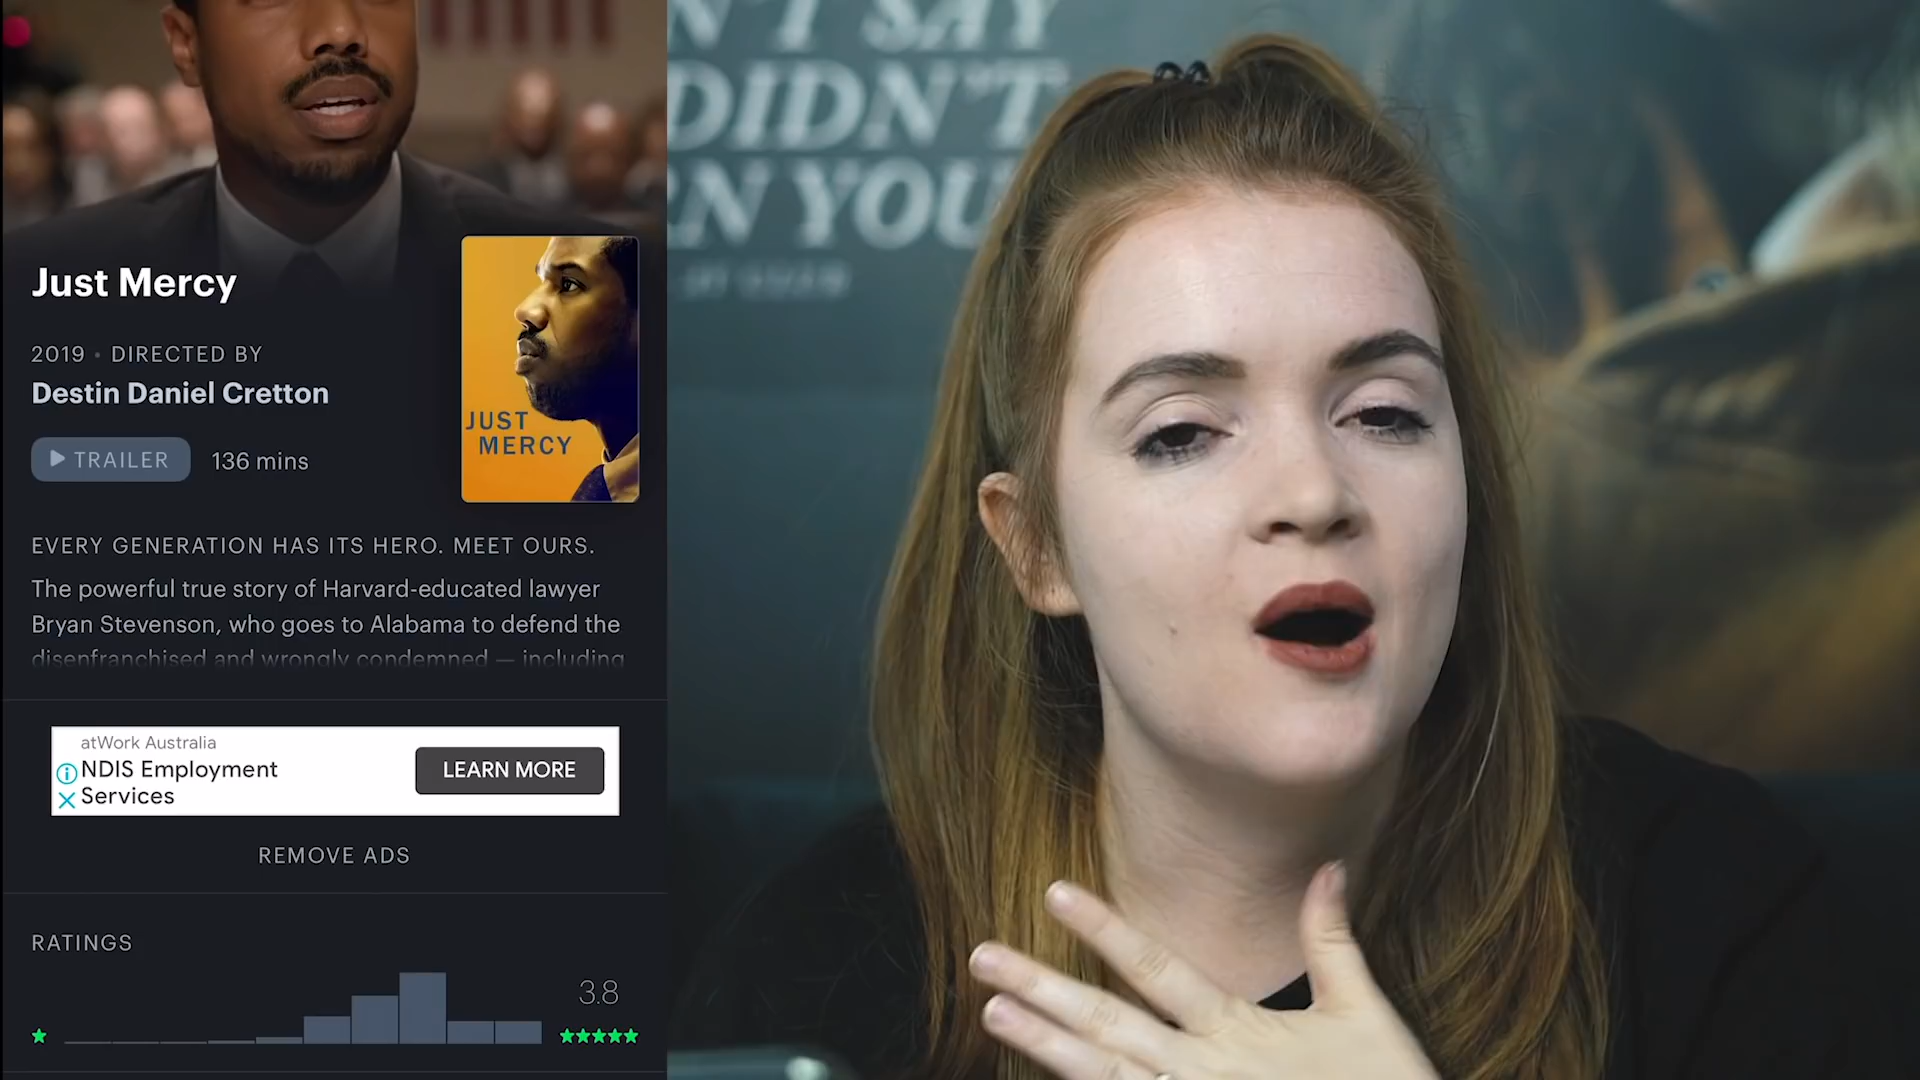 Just Mercy
2019 • DIRECTED BY
Destin Daniel Cretton
TRAILER
136 mins
JUST
MERCY
EVERY GENERATION HAS ITS HERO. MEET OURS.
The powerful true story of Harvard-educated lawyer
Bryan Stevenson, who goes to Alabama to defend the
disenfranchised and wrongly condemned — including
atWork Australia
NDIS Employment
Services
LEARN MORE
REMOVE ADS
RATINGS
3.8
N'T SAY
DIDN'T
RN YOU